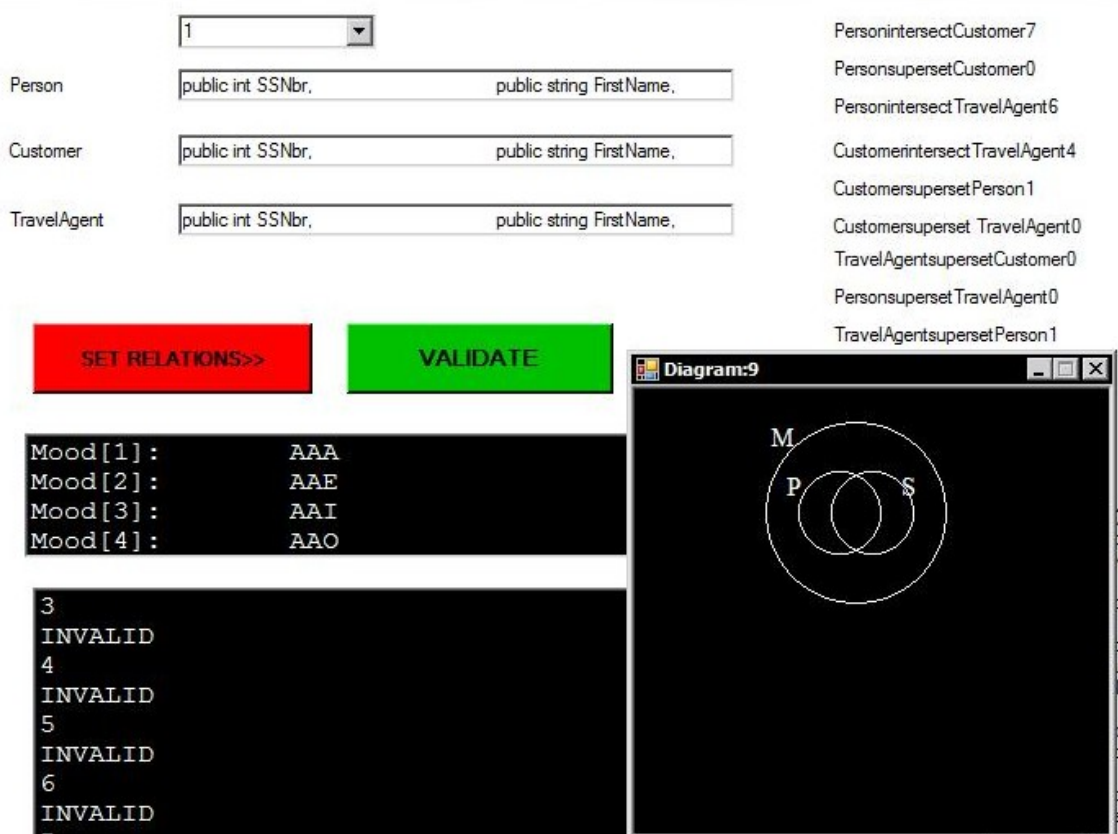 1
Person
public int SSNbr, public string FirstName,
Customer
public int SSNbr, public string FirstName,
TravelAgent
public int SSNbr, public string FirstName,
PersonintersectCustomer7
PersonsupersetCustomer0
PersonintersectTravelAgent6
CustomerintersectTravelAgent4
CustomersupersetPerson1
Customersuperset TravelAgent0
TravelAgentsupersetCustomer0
PersonsupersetTravelAgent0
TravelAgentsupersetPerson1
SET RELATIONS>>
VALIDATE
Mood[1]: AAA
Mood[2]: AAE
Mood[3]: AAI
Mood[4]: AAO
3
INVALID
4
INVALID
5
INVALID
6
INVALID
Diagram:9
M
P S